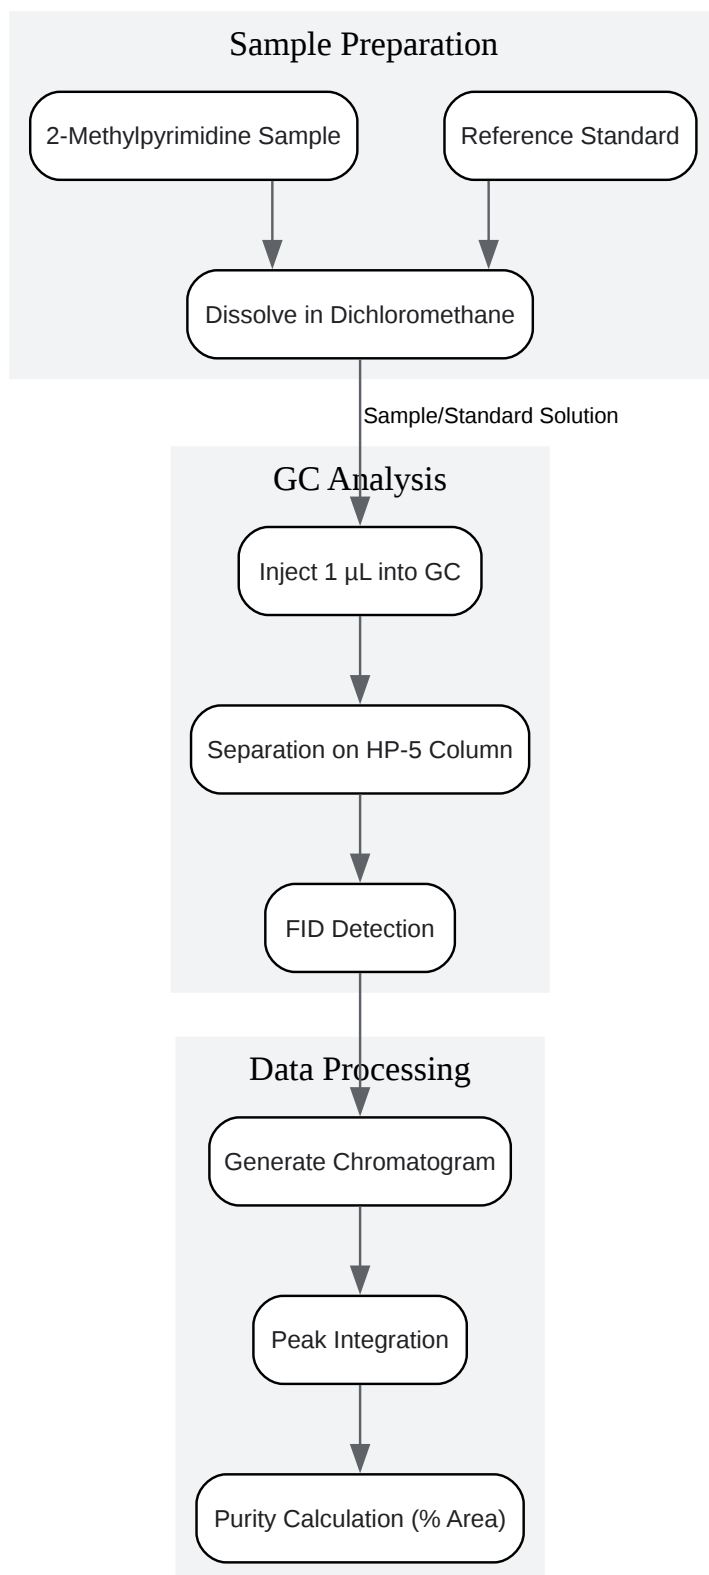 Sample Preparation
2-Methylpyrimidine Sample
Reference Standard
Dissolve in Dichloromethane
Sample/Standard Solution
GC Analysis
Inject 1 µL into GC
Separation on HP-5 Column
FID Detection
Data Processing
Generate Chromatogram
Peak Integration
Purity Calculation (% Area)